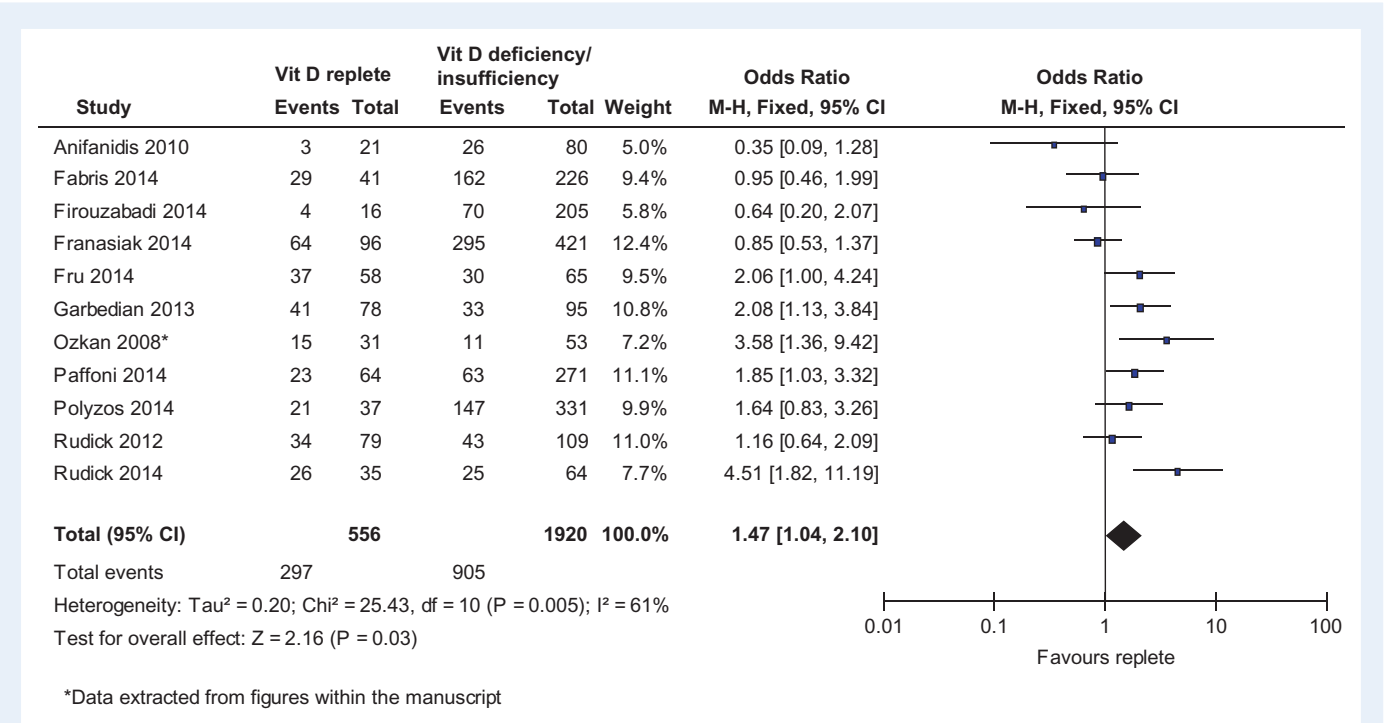 Vit D replete Vit D deficiency/ insufficiency Odds Ratio Odds Ratio
Study Events Total Events Total Weight M-H, Fixed, 95% CI M-H, Fixed, 95% CI
Anifanidis 2010 3 21 26 80 5.0% 0.35 [0.09, 1.28]
Fabris 2014 29 41 162 226 9.4% 0.95 [0.46, 1.99]
Firouzabadi 2014 4 16 70 205 5.8% 0.64 [0.20, 2.07]
Franasiak 2014 64 96 295 421 12.4% 0.85 [0.53, 1.37]
Fru 2014 37 58 30 65 9.5% 2.06 [1.00, 4.24]
Garbedian 2013 41 78 33 95 10.8% 2.08 [1.13, 3.84]
Ozkan 2008* 15 31 11 53 7.2% 3.58 [1.36, 9.42]
Paffoni 2014 23 64 63 271 11.1% 1.85 [1.03, 3.32]
Polyzos 2014 21 37 147 331 9.9% 1.64 [0.83, 3.26]
Rudick 2012 34 79 43 109 11.0% 1.16 [0.64, 2.09]
Rudick 2014 26 35 25 64 7.7% 4.51 [1.82, 11.19]
Total (95% CI) 556 1920 100.0% 1.47 [1.04, 2.10]
Total events 297 905
Heterogeneity: Tau² = 0.20; Chi² = 25.43, df = 10 (P = 0.005); I² = 61%
Test for overall effect: Z = 2.16 (P = 0.03)
0.01 0.1 1 10 100
Favours replete
*Data extracted from figures within the manuscript